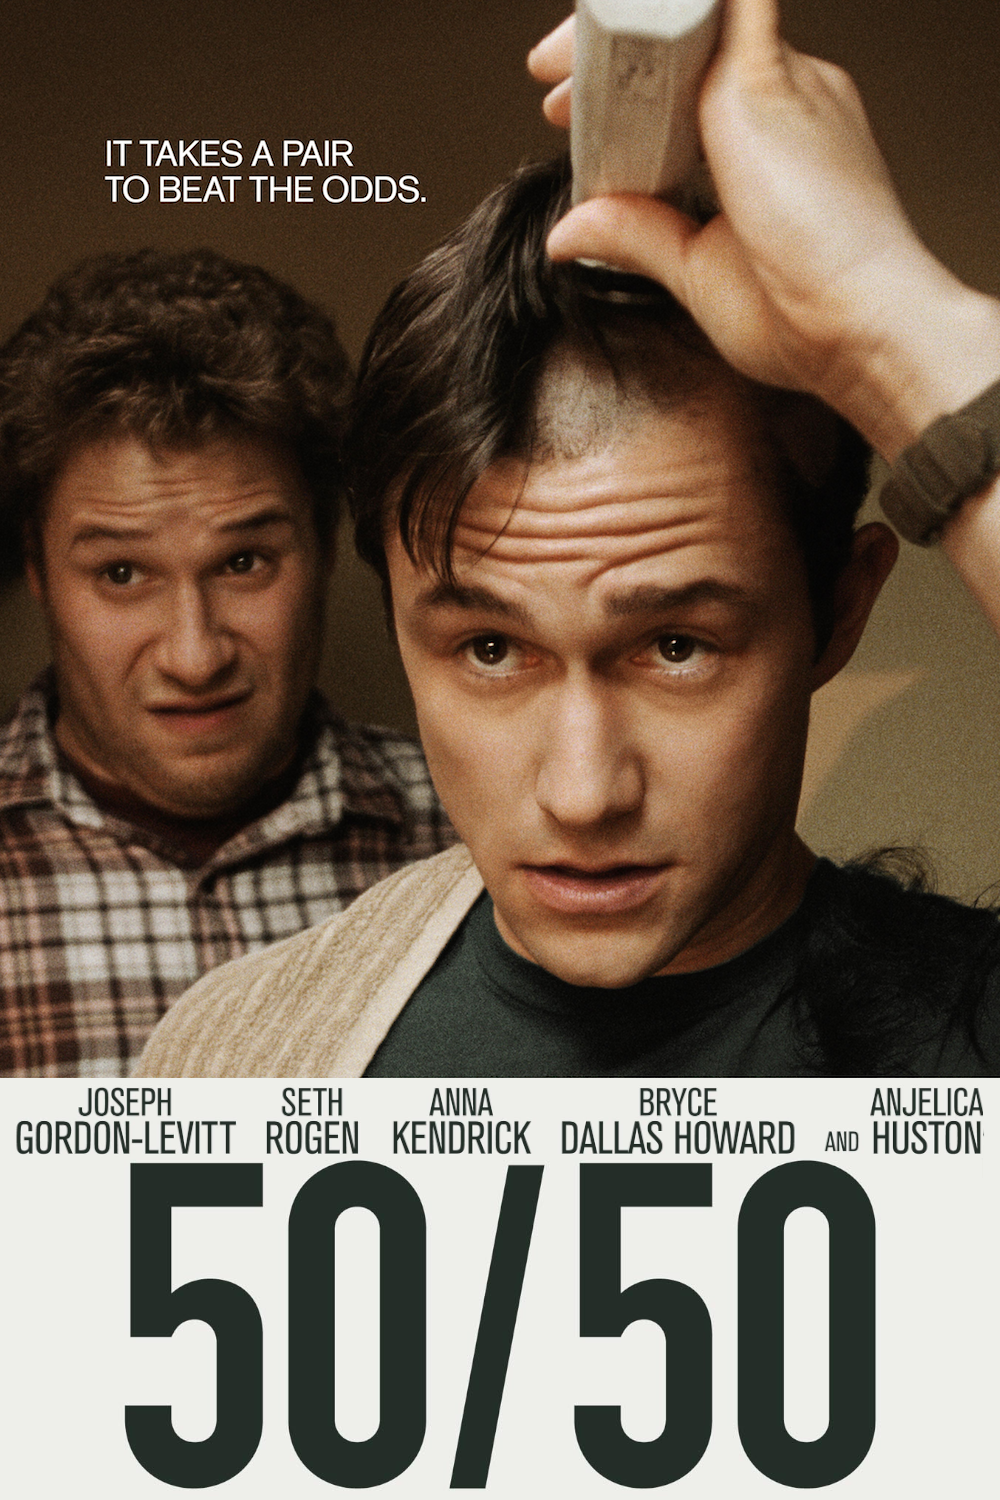 IT TAKES A PAIR
TO BEAT THE ODDS.
JOSEPH GORDON-LEVITT
SETH ROGEN
ANNA KENDRICK
BRYCE DALLAS HOWARD
AND ANJELICA HUSTON
50/50